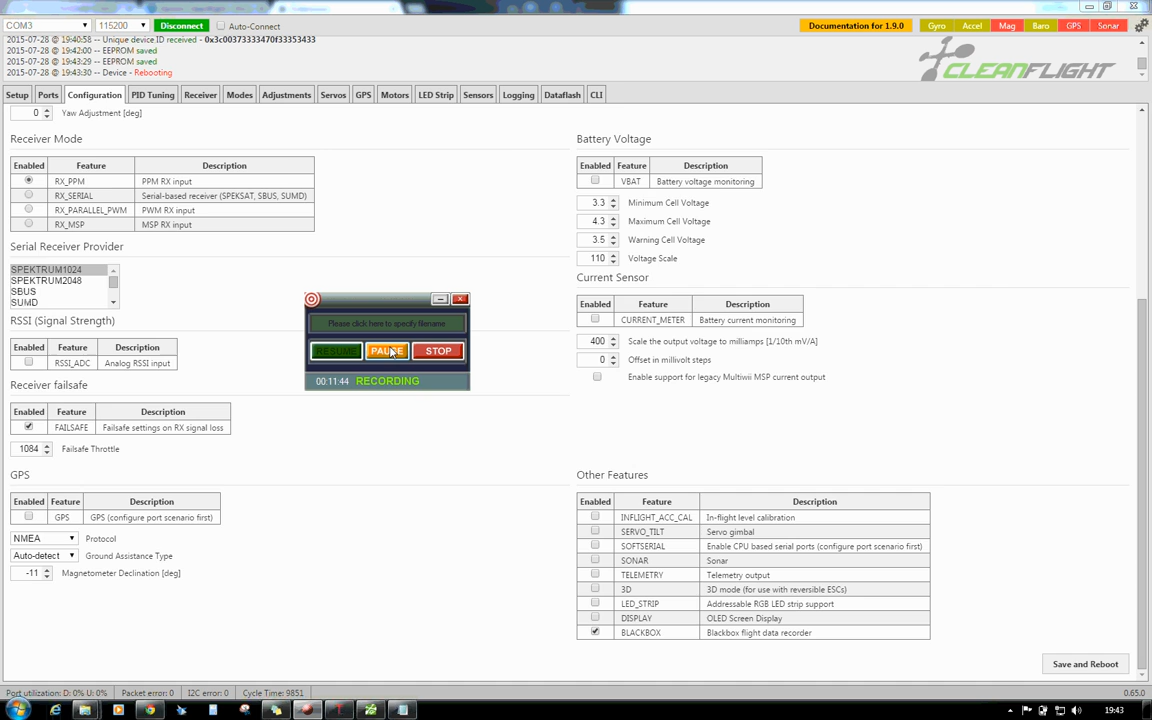 COM3 115200 Disconnect Auto-Connect Documentation for 1.9.0 Gyro Accel Mag Baro GPS Sonar
2015-07-28 @ 19:40:58 -- Unique device ID received - 0x3c00373333470f33353433
2015-07-28 @ 19:42:00 -- EEPROM saved
2015-07-28 @ 19:43:29 -- EEPROM saved
2015-07-28 @ 19:43:30 -- Device - Rebooting
CLEANFLIGHT
Setup Ports Configuration PID Tuning Receiver Modes Adjustments Servos GPS Motors LED Strip Sensors Logging Dataflash CLI
0 Yaw Adjustment [deg]
Receiver Mode
Enabled Feature Description
RX_PPM PPM RX input
RX_SERIAL Serial-based receiver (SPEKSAT, SBUS, SUMD)
RX_PARALLEL_PWM PWM RX input
RX_MSP MSP RX input
Serial Receiver Provider
SPEKTRUM1024
SPEKTRUM2048
SBUS
SUMD
RSSI (Signal Strength)
Enabled Feature Description
RSSI_ADC Analog RSSI input
Receiver failsafe
Enabled Feature Description
FAILSAFE Failsafe settings on RX signal loss
1084 Failsafe Throttle
GPS
Enabled Feature Description
GPS GPS (configure port scenario first)
NMEA Protocol
Auto-detect Ground Assistance Type
-11 Magnetometer Declination [deg]
Please click here to specify filename
RESUME PAUSE STOP
00:11:44 RECORDING
Battery Voltage
Enabled Feature Description
VBAT Battery voltage monitoring
3.3 Minimum Cell Voltage
4.3 Maximum Cell Voltage
3.5 Warning Cell Voltage
110 Voltage Scale
Current Sensor
Enabled Feature Description
CURRENT_METER Battery current monitoring
400 Scale the output voltage to milliamps [1/10th mV/A]
0 Offset in millivolt steps
Enable support for legacy Multiwii MSP current output
Other Features
Enabled Feature Description
INFLIGHT_ACC_CAL In-flight level calibration
SERVO_TILT Servo gimbal
SOFTSERIAL Enable CPU based serial ports (configure port scenario first)
SONAR Sonar
TELEMETRY Telemetry output
3D 3D mode (for use with reversible ESCs)
LED_STRIP Addressable RGB LED strip support
DISPLAY OLED Screen Display
BLACKBOX Blackbox flight data recorder
Save and Reboot
Port utilization: D: 0% U: 0% Packet error: 0 I2C error: 0 Cycle Time: 9851 0.65.0
19:43